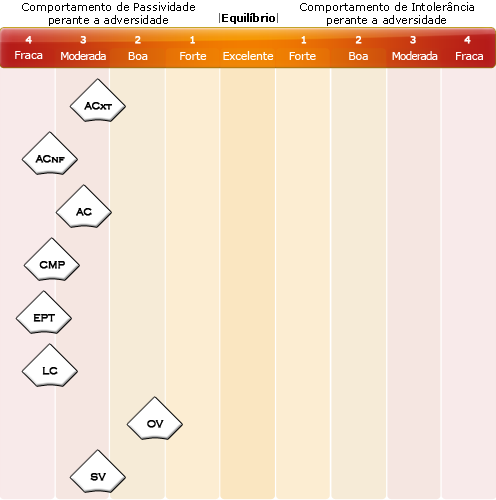 Comportamento de Passividade
perante a adversidade
|Equilíbrio|
Comportamento de Intolerância
perante a adversidade
4 3 2 1 1 2 3 4
Fraca Moderada Boa Forte Excelente Forte Boa Moderada Fraca
ACXT
ACNF
AC
CMP
EPT
LC
OV
SV